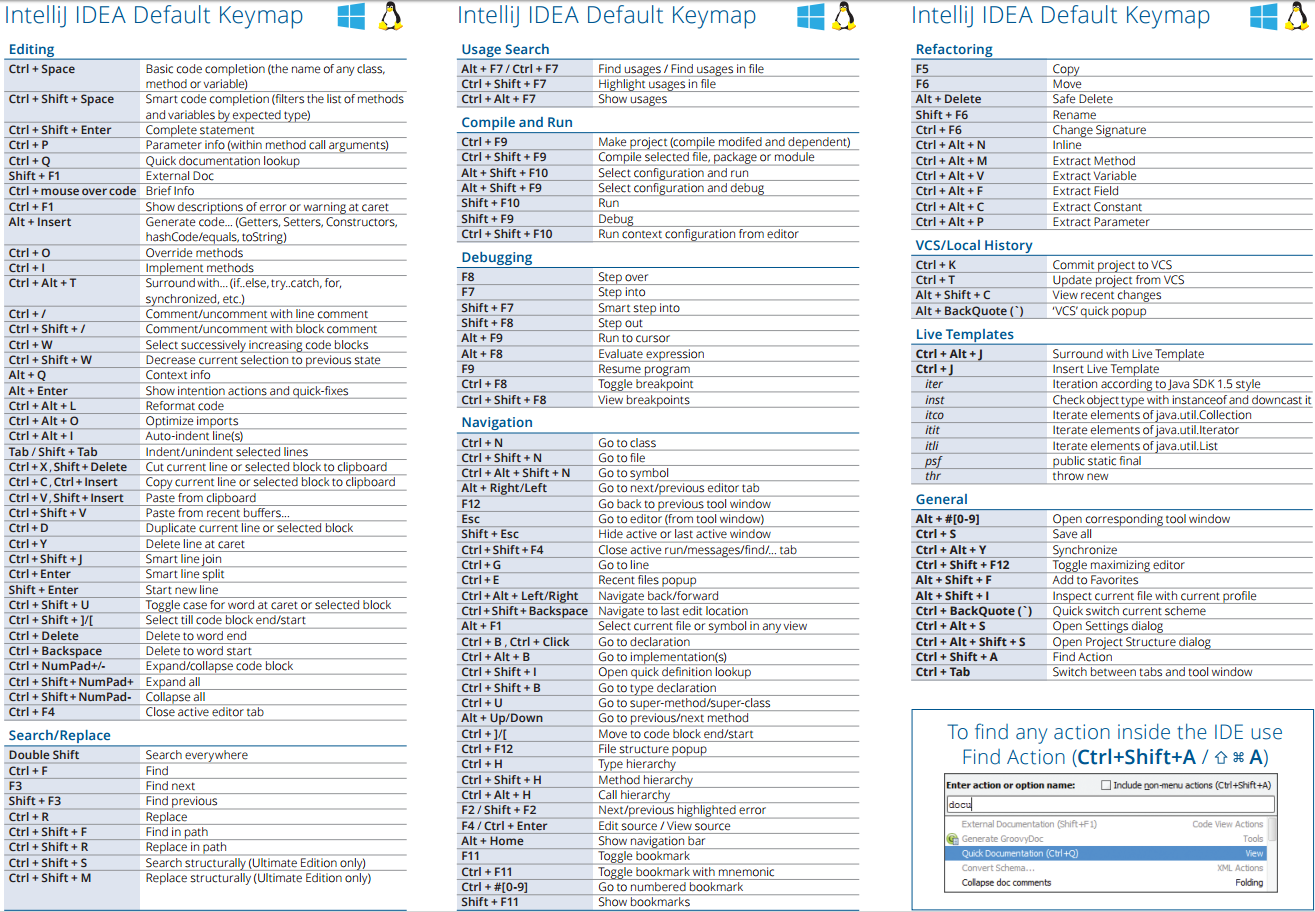 IntelliJ IDEA Default Keymap
Editing
Ctrl + Space Basic code completion (the name of any class,
method or variable)
Ctrl + Shift + Space Smart code completion (filters the list of methods
and variables by expected type)
Ctrl + Shift + Enter Complete statement
Ctrl + P Parameter info (within method call arguments)
Ctrl + Q Quick documentation lookup
Shift + F1 External Doc
Ctrl + mouse over code Brief Info
Ctrl + F1 Show descriptions of error or warning at caret
Alt + Insert Generate code... (Getters, Setters, Constructors,
hashCode/equals, toString)
Ctrl + O Override methods
Ctrl + I Implement methods
Ctrl + Alt + T Surround with... (if..else, try..catch, for,
synchronized, etc.)
Ctrl + / Comment/uncomment with line comment
Ctrl + Shift + / Comment/uncomment with block comment
Ctrl + W Select successively increasing code blocks
Ctrl + Shift + W Decrease current selection to previous state
Alt + Q Context info
Alt + Enter Show intention actions and quick-fixes
Ctrl + Alt + L Reformat code
Ctrl + Alt + O Optimize imports
Ctrl + Alt + I Auto-indent line(s)
Tab / Shift + Tab Indent/unindent selected lines
Ctrl + X , Shift + Delete Cut current line or selected block to clipboard
Ctrl + C , Ctrl + Insert Copy current line or selected block to clipboard
Ctrl + V , Shift + Insert Paste from clipboard
Ctrl + Shift + V Paste from recent buffers...
Ctrl + D Duplicate current line or selected block
Ctrl + Y Delete line at caret
Ctrl + Shift + J Smart line join
Ctrl + Enter Smart line split
Shift + Enter Start new line
Ctrl + Shift + U Toggle case for word at caret or selected block
Ctrl + Shift + ]/[ Select till code block end/start
Ctrl + Delete Delete to word end
Ctrl + Backspace Delete to word start
Ctrl + NumPad+/- Expand/collapse code block
Ctrl + Shift + NumPad+ Expand all
Ctrl + Shift + NumPad- Collapse all
Ctrl + F4 Close active editor tab
Search/Replace
Double Shift Search everywhere
Ctrl + F Find
F3 Find next
Shift + F3 Find previous
Ctrl + R Replace
Ctrl + Shift + F Find in path
Ctrl + Shift + R Replace in path
Ctrl + Shift + S Search structurally (Ultimate Edition only)
Ctrl + Shift + M Replace structurally (Ultimate Edition only)
IntelliJ IDEA Default Keymap
Usage Search
Alt + F7 / Ctrl + F7 Find usages / Find usages in file
Ctrl + Shift + F7 Highlight usages in file
Ctrl + Alt + F7 Show usages
Compile and Run
Ctrl + F9 Make project (compile modifed and dependent)
Ctrl + Shift + F9 Compile selected file, package or module
Alt + Shift + F10 Select configuration and run
Alt + Shift + F9 Select configuration and debug
Shift + F10 Run
Shift + F9 Debug
Ctrl + Shift + F10 Run context configuration from editor
Debugging
F8 Step over
F7 Step into
Shift + F7 Smart step into
Shift + F8 Step out
Alt + F9 Run to cursor
Alt + F8 Evaluate expression
F9 Resume program
Ctrl + F8 Toggle breakpoint
Ctrl + Shift + F8 View breakpoints
Navigation
Ctrl + N Go to class
Ctrl + Shift + N Go to file
Ctrl + Alt + Shift + N Go to symbol
Alt + Right/Left Go to next/previous editor tab
F12 Go back to previous tool window
Esc Go to editor (from tool window)
Shift + Esc Hide active or last active window
Ctrl + Shift + F4 Close active run/messages/find/... tab
Ctrl + G Go to line
Ctrl + E Recent files popup
Ctrl + Alt + Left/Right Navigate back/forward
Ctrl + Shift + Backspace Navigate to last edit location
Alt + F1 Select current file or symbol in any view
Ctrl + B , Ctrl + Click Go to declaration
Ctrl + Alt + B Go to implementation(s)
Ctrl + Shift + I Open quick definition lookup
Ctrl + Shift + B Go to type declaration
Ctrl + U Go to super-method/super-class
Alt + Up/Down Go to previous/next method
Ctrl + ]/[ Move to code block end/start
Ctrl + F12 File structure popup
Ctrl + H Type hierarchy
Ctrl + Shift + H Method hierarchy
Ctrl + Alt + H Call hierarchy
F2 / Shift + F2 Next/previous highlighted error
F4 / Ctrl + Enter Edit source / View source
Alt + Home Show navigation bar
F11 Toggle bookmark
Ctrl + F11 Toggle bookmark with mnemonic
Ctrl + #[0-9] Go to numbered bookmark
Shift + F11 Show bookmarks
IntelliJ IDEA Default Keymap
Refactoring
F5 Copy
F6 Move
Alt + Delete Safe Delete
Shift + F6 Rename
Ctrl + F6 Change Signature
Ctrl + Alt + N Inline
Ctrl + Alt + M Extract Method
Ctrl + Alt + V Extract Variable
Ctrl + Alt + F Extract Field
Ctrl + Alt + C Extract Constant
Ctrl + Alt + P Extract Parameter
VCS/Local History
Ctrl + K Commit project to VCS
Ctrl + T Update project from VCS
Alt + Shift + C View recent changes
Alt + BackQuote (`) ‘VCS’ quick popup
Live Templates
Ctrl + Alt + J Surround with Live Template
Ctrl + J Insert Live Template
iter Iteration according to Java SDK 1.5 style
inst Check object type with instanceof and downcast it
itco Iterate elements of java.util.Collection
itit Iterate elements of java.util.Iterator
itli Iterate elements of java.util.List
psf public static final
thr throw new
General
Alt + #[0-9] Open corresponding tool window
Ctrl + S Save all
Ctrl + Alt + Y Synchronize
Ctrl + Shift + F12 Toggle maximizing editor
Alt + Shift + F Add to Favorites
Alt + Shift + I Inspect current file with current profile
Ctrl + BackQuote (`) Quick switch current scheme
Ctrl + Alt + S Open Settings dialog
Ctrl + Alt + Shift + S Open Project Structure dialog
Ctrl + Shift + A Find Action
Ctrl + Tab Switch between tabs and tool window
To find any action inside the IDE use
Find Action (Ctrl+Shift+A / ⇧ ⌘ A)
Enter action or option name: Include non-menu actions (Ctrl+Shift+A)
docu
External Documentation (Shift+F1) Code View Actions
Generate GroovyDoc Tools
Quick Documentation (Ctrl+Q) View
Convert Schema... XML Actions
Collapse doc comments Folding